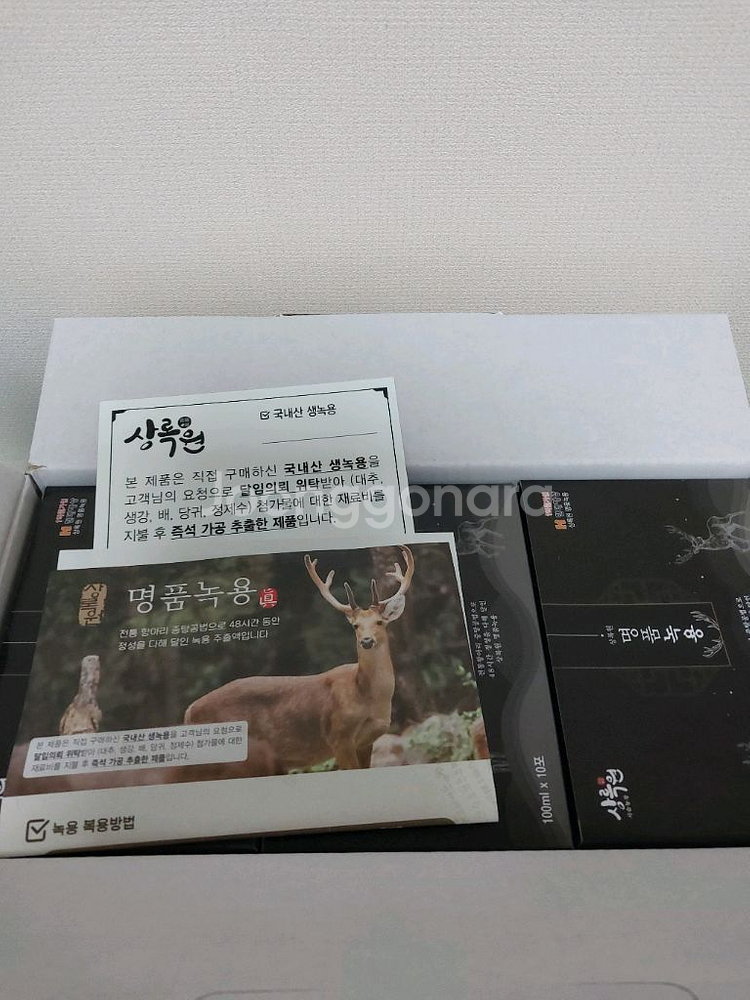 상록원
국내산 생녹용
본 제품은 직접 구매하신 국내산 생녹용을
고객님의 요청으로 달임의뢰 위탁받아 (대추,
생강, 배, 당귀, 정제수) 첨가물에 대한 재료비를
지불 후 즉석 가공 추출한 제품입니다.
Joonggonara
명품녹용
전통 항아리 중탕공법으로 48시간 동안
정성을 다해 달인 녹용 추출액입니다
본 제품은 직접 구매하신 국내산 생녹용을 고객님의 요청으로
달임의뢰 위탁받아 (대추, 생강, 배, 당귀, 정제수) 첨가물에 대한
재료비를 지불 후 즉석 가공 추출한 제품입니다.
녹용 복용방법
100ml x 10포
상록원
명품녹용
상록원